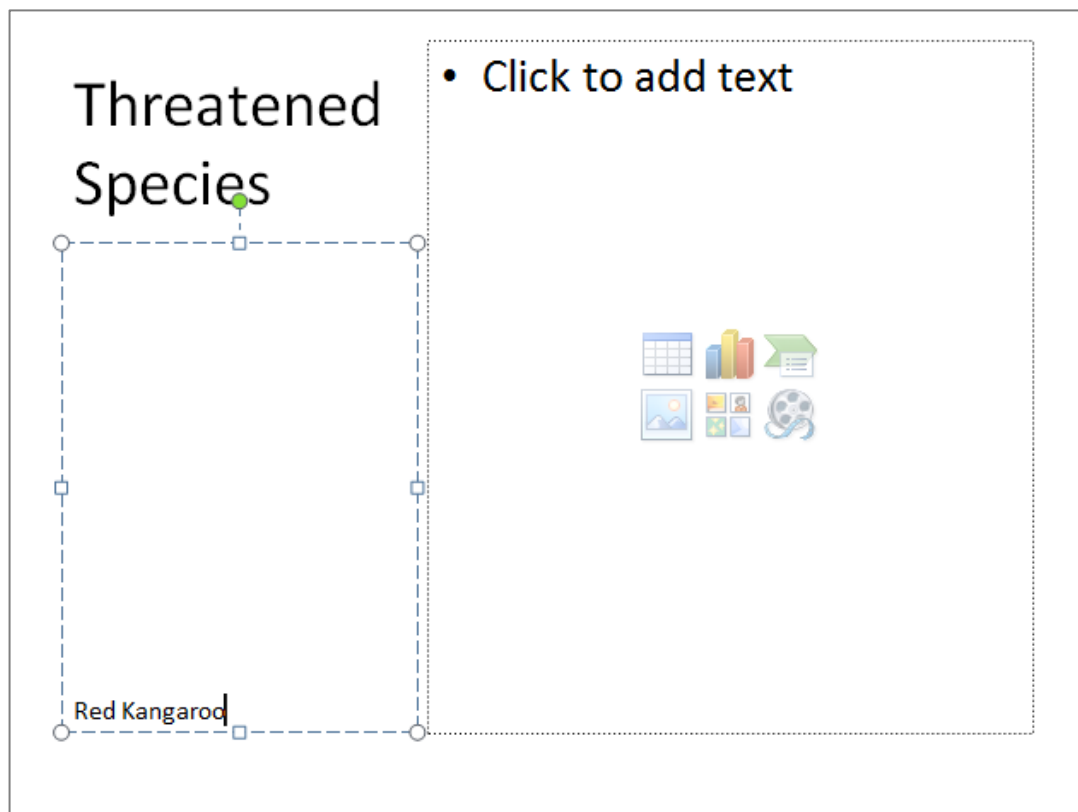 Threatened
Species
• Click to add text
Red Kangaroo